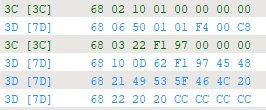 3C [3C] 68 02 10 01 00 00 00 00
3D [7D] 68 06 50 01 01 F4 00 C8
3C [3C] 68 03 22 F1 97 00 00 00
3D [7D] 68 10 0D 62 F1 97 45 48
3D [7D] 68 21 49 53 5F 46 4C 20
3D [7D] 68 22 20 20 CC CC CC CC